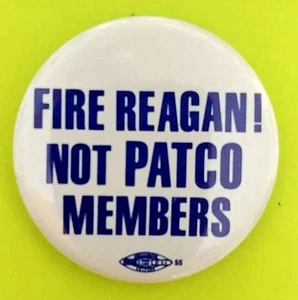 FIRE REAGAN!
NOT PATCO
MEMBERS